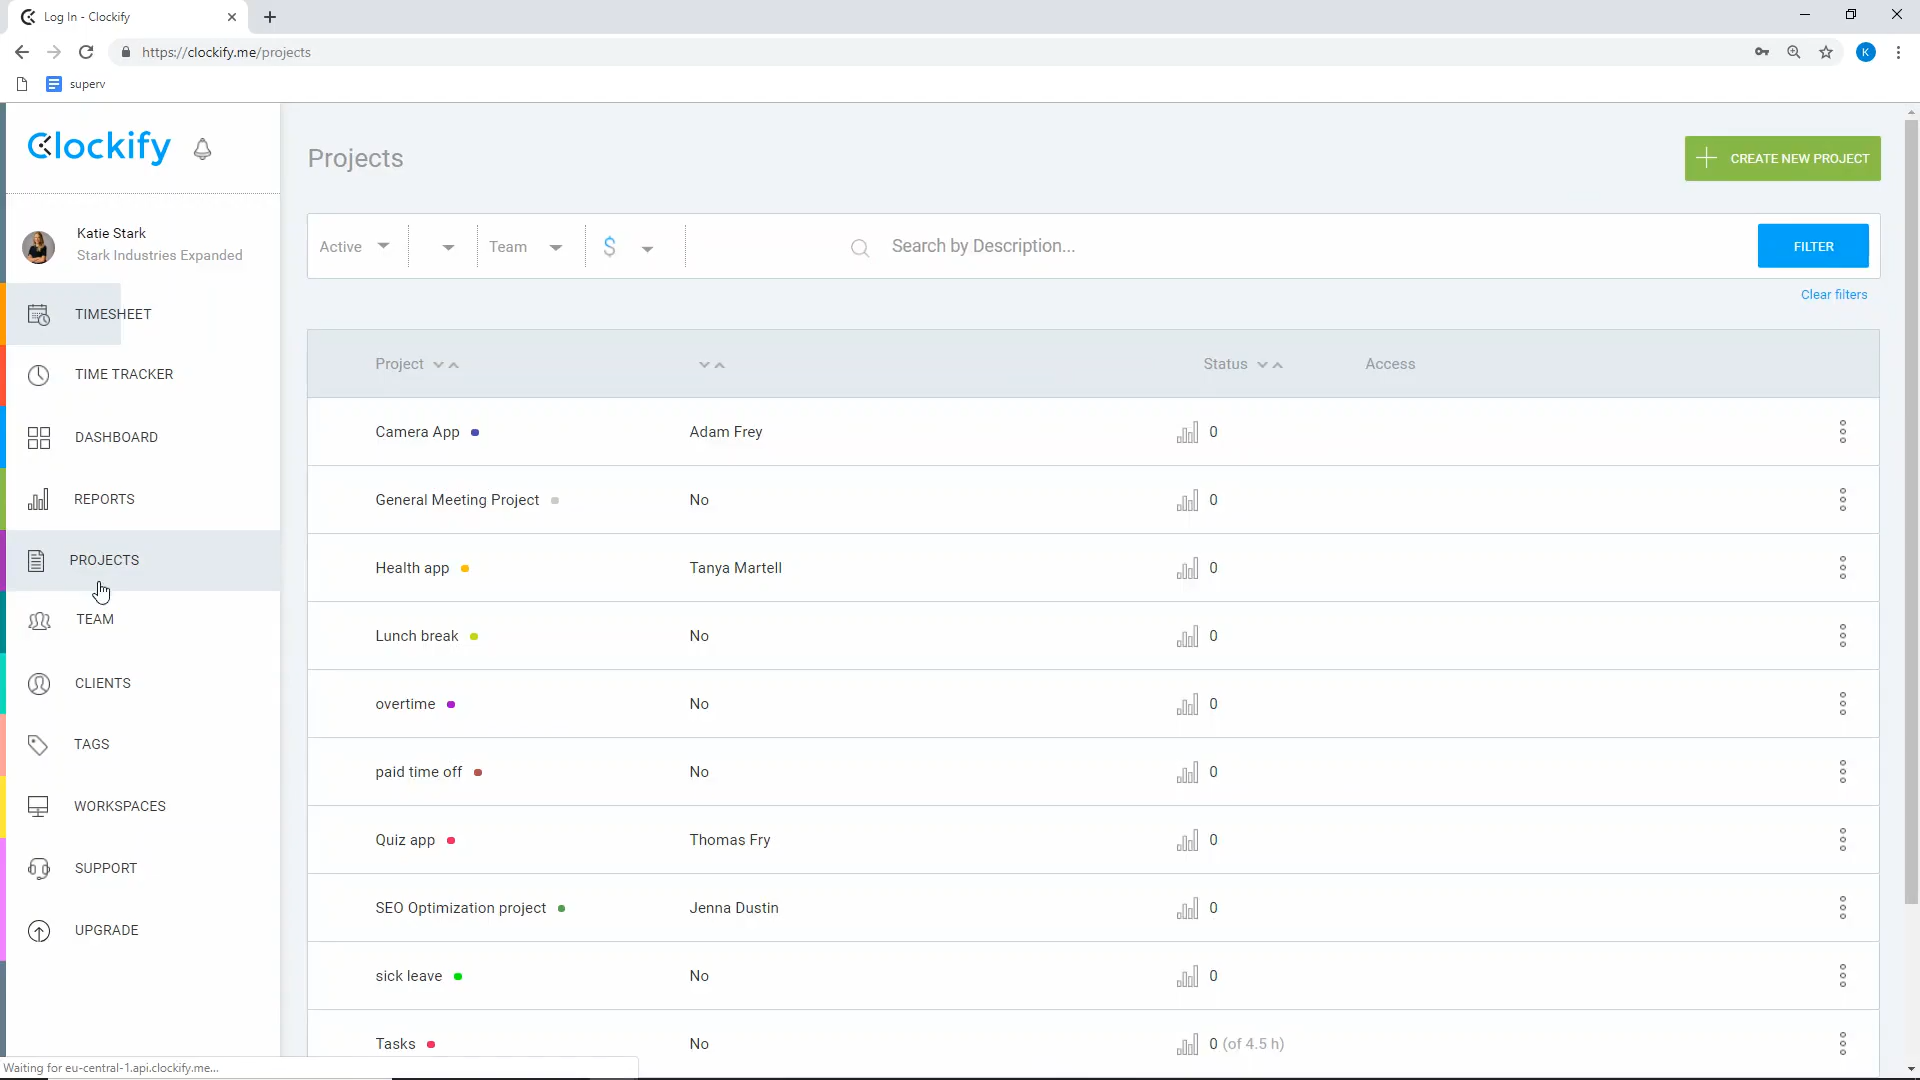 Log In - Clockify
https://clockify.me/projects
K
superv
Clockify
Katie Stark
Stark Industries Expanded
TIMESHEET
TIME TRACKER
DASHBOARD
REPORTS
PROJECTS
TEAM
CLIENTS
TAGS
WORKSPACES
SUPPORT
UPGRADE
Projects
CREATE NEW PROJECT
Active
Team
$
Search by Description...
FILTER
Clear filters
Project Status Access
Camera App Adam Frey 0
General Meeting Project No 0
Health app Tanya Martell 0
Lunch break No 0
overtime No 0
paid time off No 0
Quiz app Thomas Fry 0
SEO Optimization project Jenna Dustin 0
sick leave No 0
Tasks No 0 (of 4.5 h)
Waiting for eu-central-1.api.clockify.me...